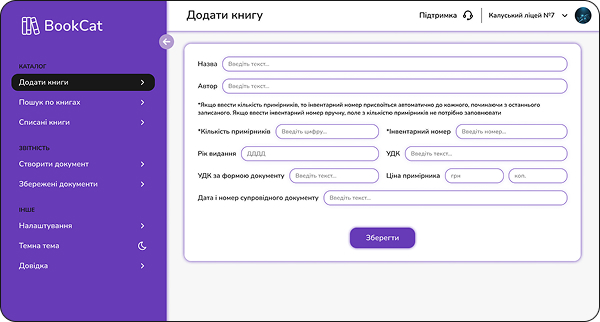 BookCat
КАТАЛОГ
Додати книги
Пошук по книгах
Списані книги
ЗВІТНІСТЬ
Створити документ
Збережені документи
ІНШЕ
Налаштування
Темна тема
Довідка
Додати книгу
Підтримка
Калуський ліцей №7
Назва Введіть текст...
Автор Введіть текст...
*Якщо ввести кількість примірників, то інвентарний номер присвоїться автоматично до кожного, починаючи з останнього
записаного. Якщо ввести інвентарний номер вручну, поле з кількістю примірників не потрібно заповнювати
*Кількість примірників Введіть цифру... *Інвентарний номер Введіть номер...
Рік видання ДДДД УДК Введіть текст...
УДК за формою документу Введіть текст... Ціна примірника грн коп.
Дата і номер супровідного документу Введіть текст...
Зберегти